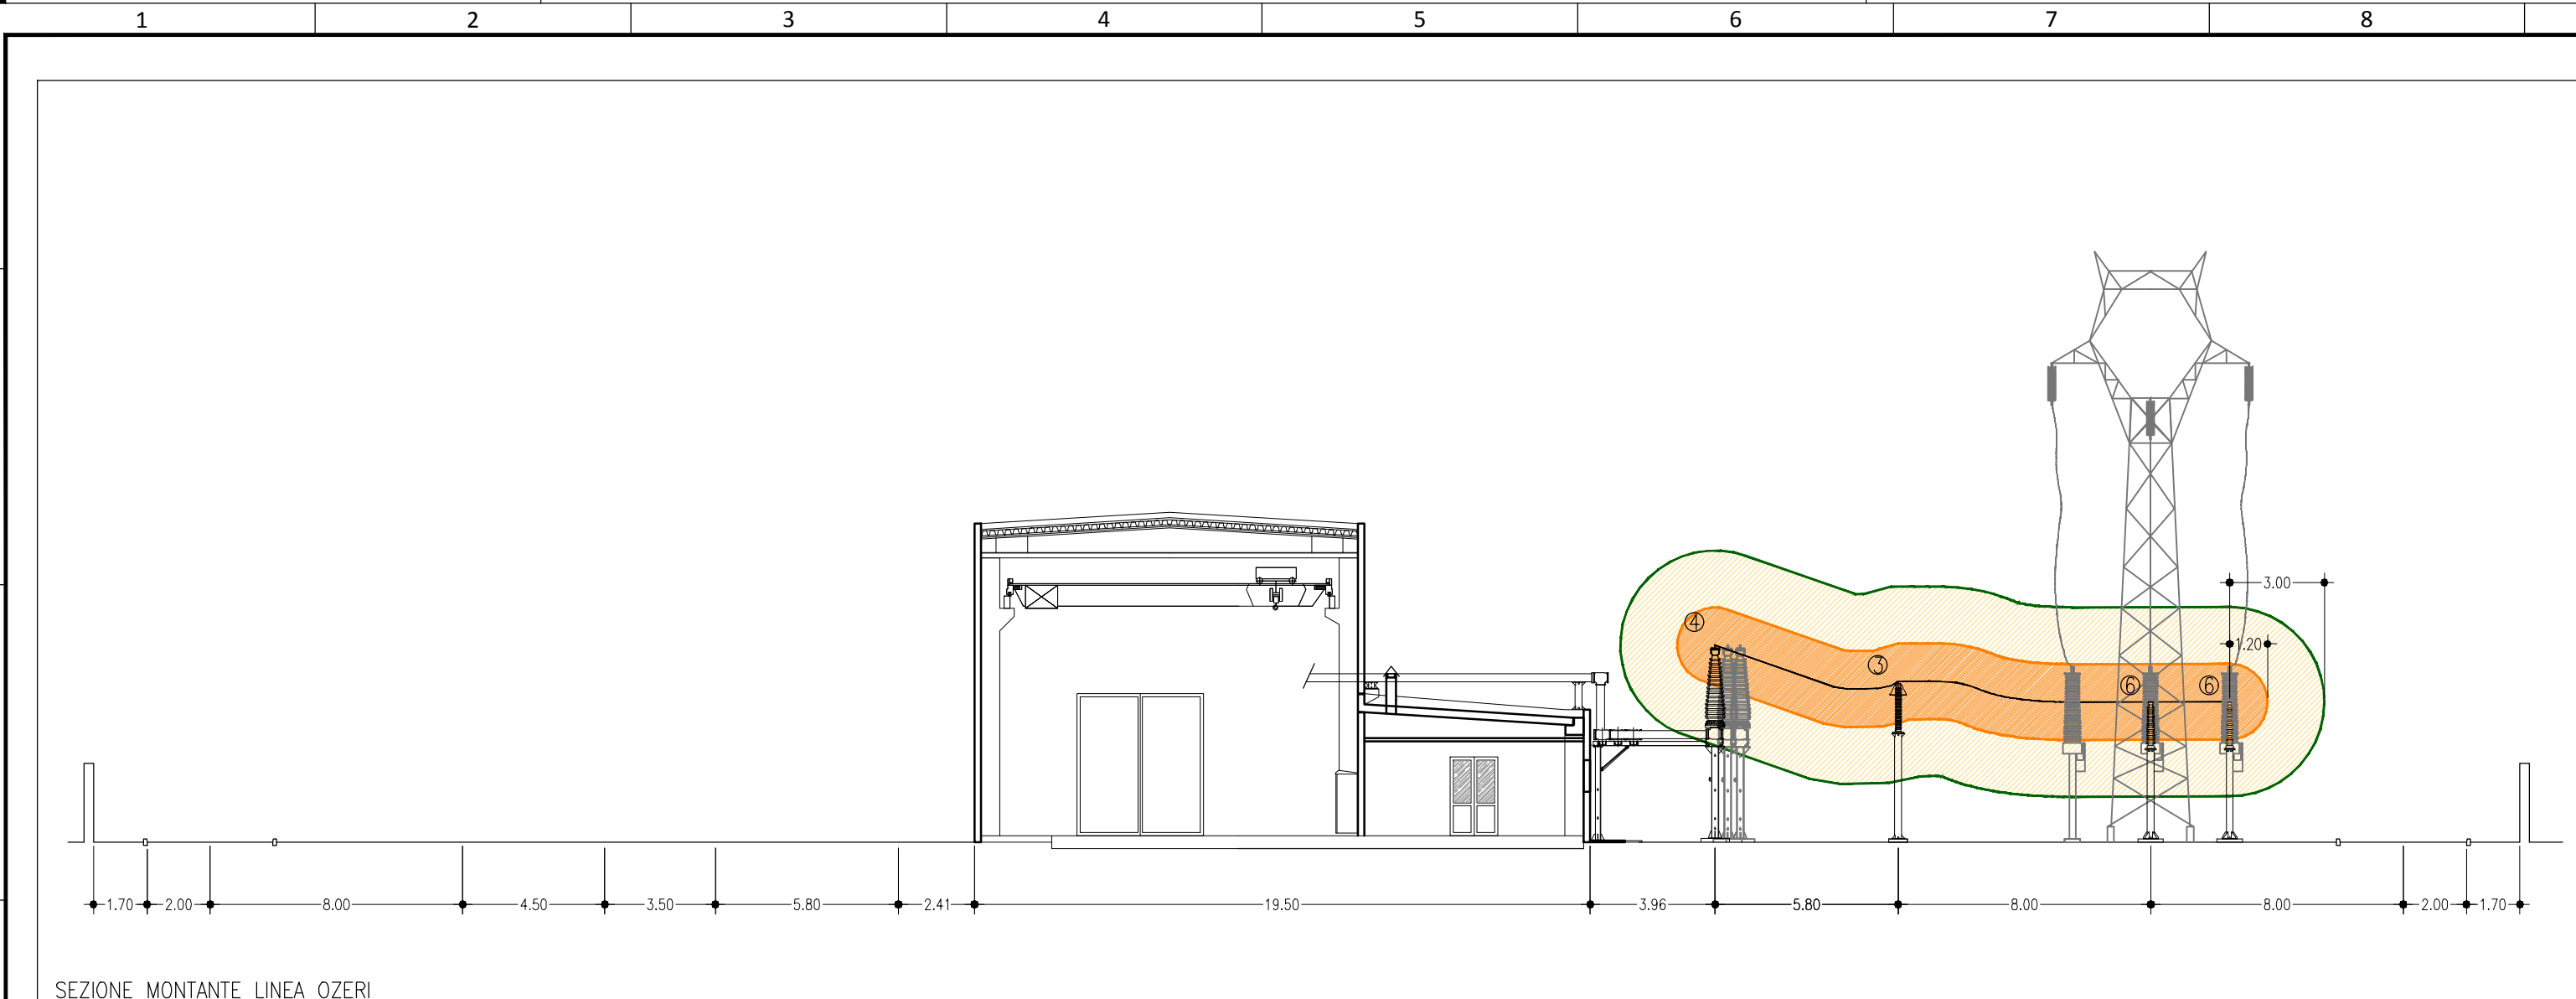 1 2 3 4 5 6 7 8
3.00
④
1.20
③
⑥ ⑥
1.70 2.00 8.00 4.50 3.50 5.80 2.41 19.50 3.96 5.80 8.00 8.00 2.00 1.70
SEZIONE MONTANTE LINEA OZERI